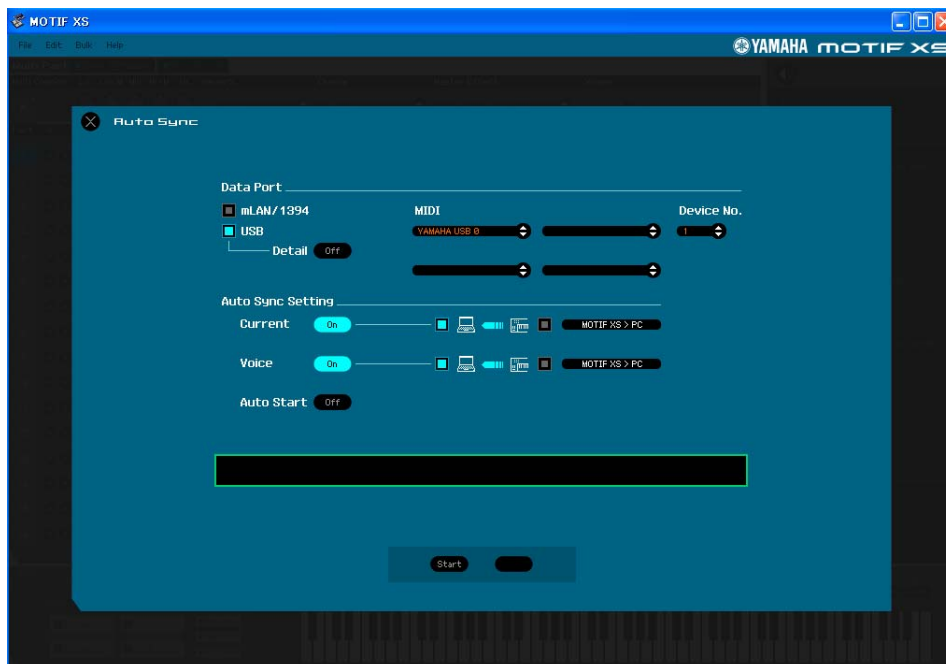 MOTIF XS
File Edit Bulk Help
YAMAHA MOTIF XS
Auto Sync
Data Port
mLAN/1394 MIDI Device No.
USB YAMAHA USB 0 1
Detail Off
Auto Sync Setting
Current On MOTIF XS > PC
Voice On MOTIF XS > PC
Auto Start Off
Start